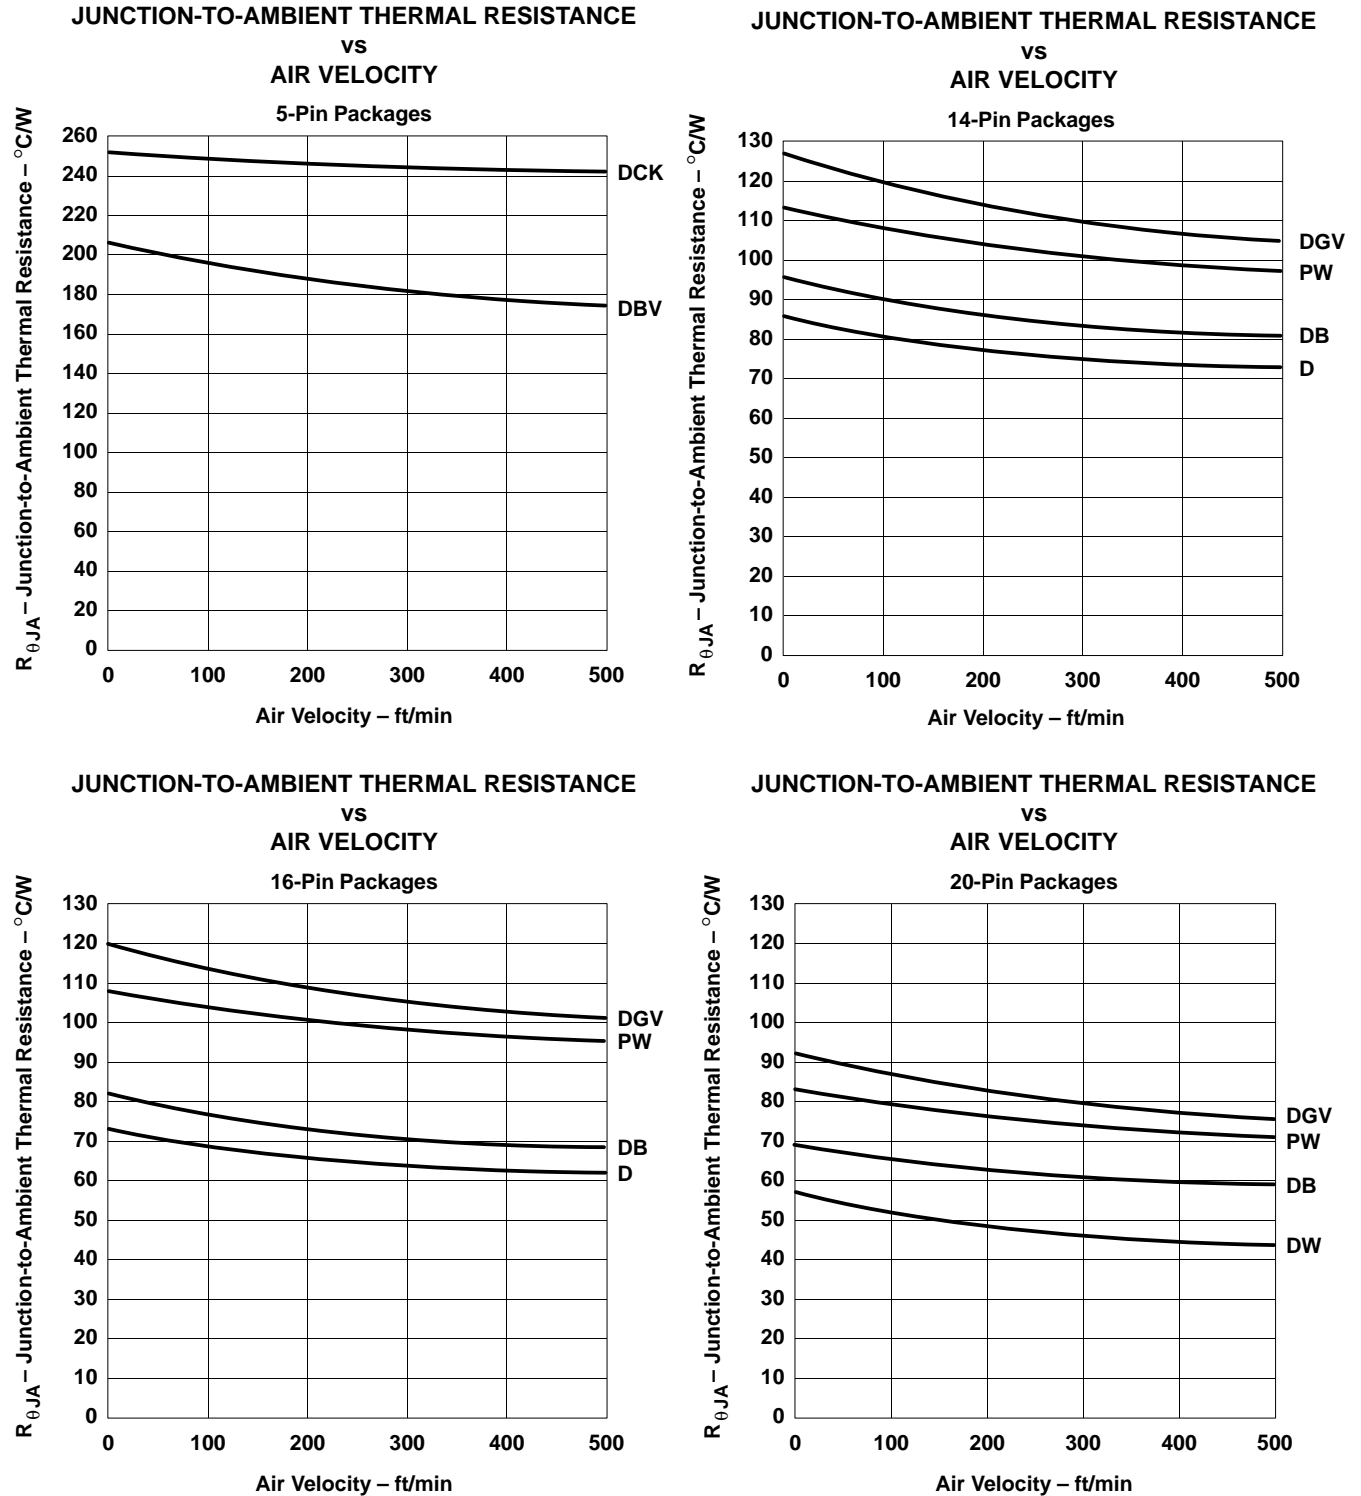 JUNCTION-TO-AMBIENT THERMAL RESISTANCE
vs
AIR VELOCITY
5-Pin Packages
R θJA – Junction-to-Ambient Thermal Resistance – °C/W
260
240
220
200
180
160
140
120
100
80
60
40
20
0
DCK
DBV
0 100 200 300 400 500
Air Velocity – ft/min
JUNCTION-TO-AMBIENT THERMAL RESISTANCE
vs
AIR VELOCITY
14-Pin Packages
R θJA – Junction-to-Ambient Thermal Resistance – °C/W
130
120
110
100
90
80
70
60
50
40
30
20
10
0
DGV
PW
DB
D
0 100 200 300 400 500
Air Velocity – ft/min
JUNCTION-TO-AMBIENT THERMAL RESISTANCE
vs
AIR VELOCITY
16-Pin Packages
R θJA – Junction-to-Ambient Thermal Resistance – °C/W
130
120
110
100
90
80
70
60
50
40
30
20
10
0
DGV
PW
DB
D
0 100 200 300 400 500
Air Velocity – ft/min
JUNCTION-TO-AMBIENT THERMAL RESISTANCE
vs
AIR VELOCITY
20-Pin Packages
R θJA – Junction-to-Ambient Thermal Resistance – °C/W
130
120
110
100
90
80
70
60
50
40
30
20
10
0
DGV
PW
DB
DW
0 100 200 300 400 500
Air Velocity – ft/min